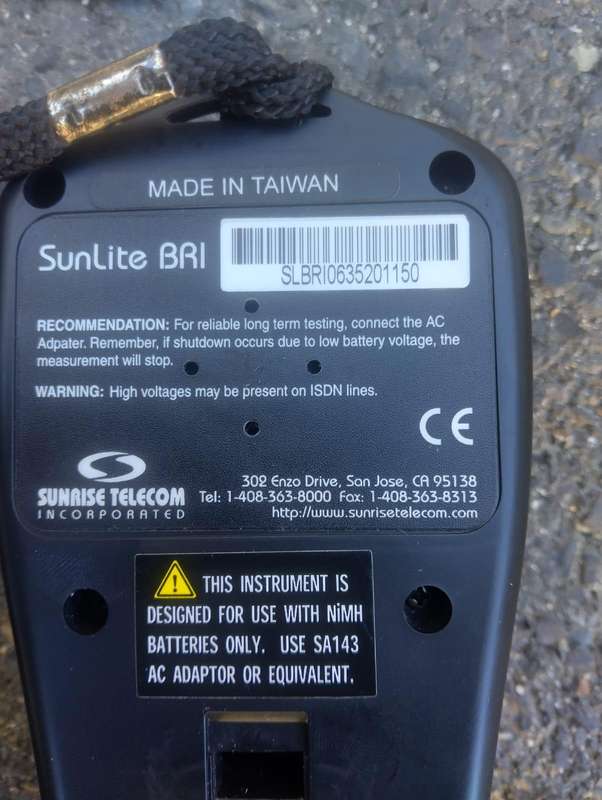 MADE IN TAIWAN
SunLite BRI
SLBRI0635201150
RECOMMENDATION: For reliable long term testing, connect the AC
Adpater. Remember, if shutdown occurs due to low battery voltage, the
measurement will stop.
WARNING: High voltages may be present on ISDN lines.
CE
SUNRISE TELECOM
INCORPORATED
302 Enzo Drive, San Jose, CA 95138
Tel: 1-408-363-8000 Fax: 1-408-363-8313
http://www.sunrisetelecom.com
THIS INSTRUMENT IS
DESIGNED FOR USE WITH NiMH
BATTERIES ONLY. USE SA143
AC ADAPTOR OR EQUIVALENT.